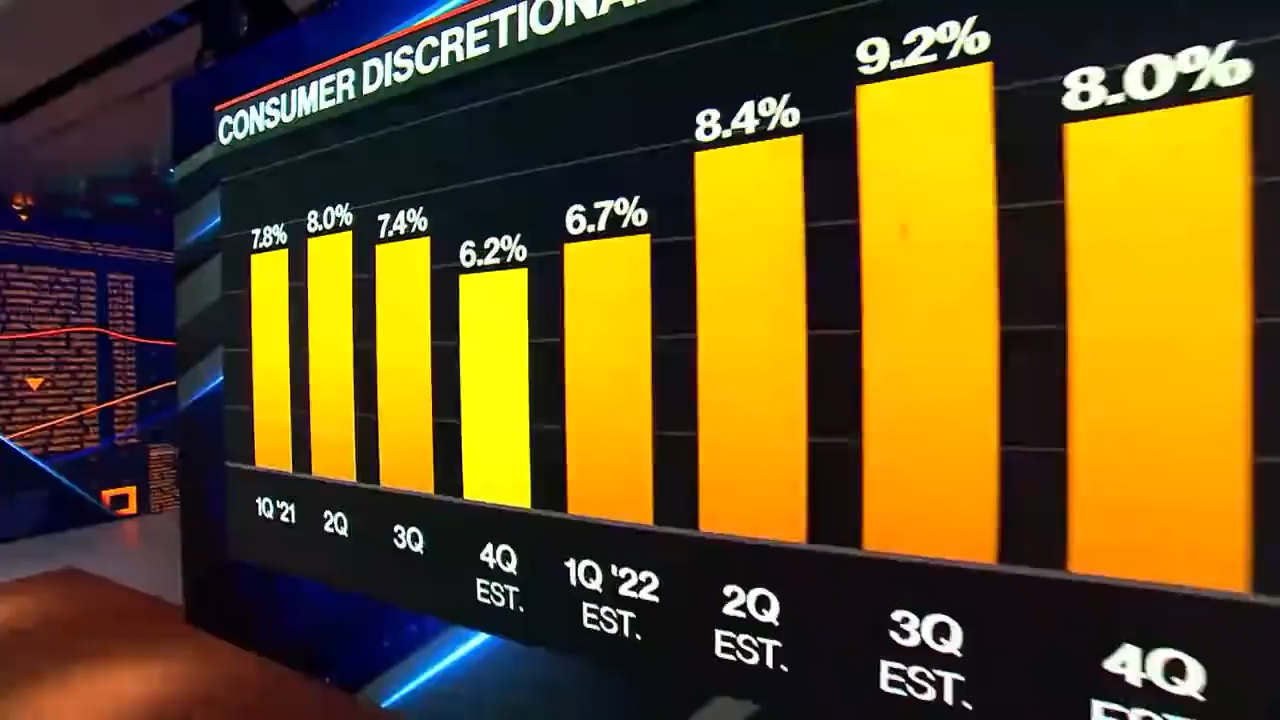 CONSUMER DISCRETIONA
7.8%
8.0%
7.4%
6.2%
6.7%
8.4%
9.2%
8.0%
1Q '21
2Q
3Q
4Q
EST.
1Q '22
EST.
2Q
EST.
3Q
EST.
4Q
EST.